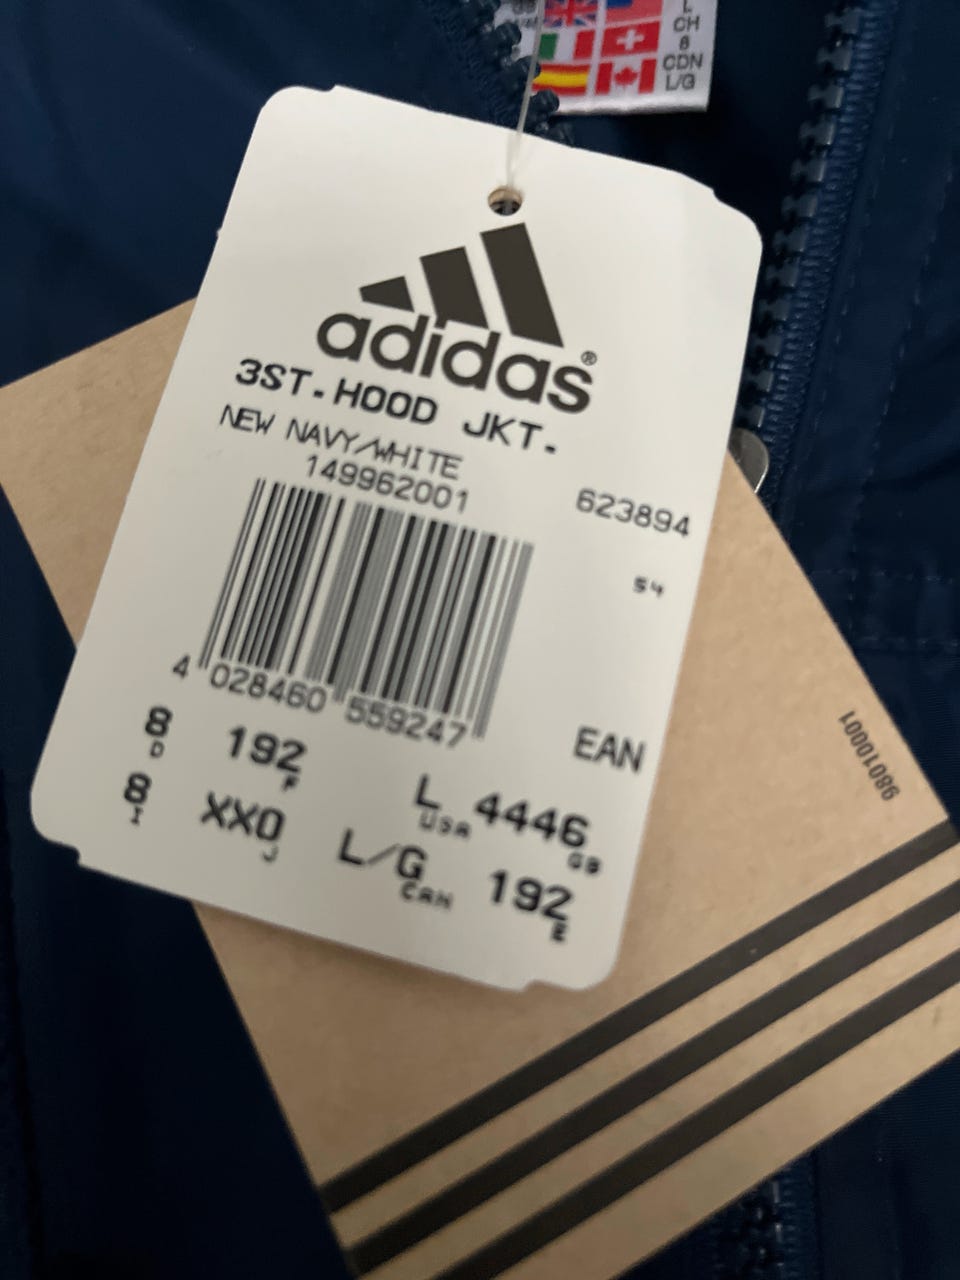 L
CH
8
CDN
L/G
adidas®
3ST.-HOOD JKT.
NEW NAVY/WHITE
149962001
623894
54
4 028460 559247
EAN
8 D 192 F L USA 4446 GB
8 I XXO J L/G CAN 192 E
98010001